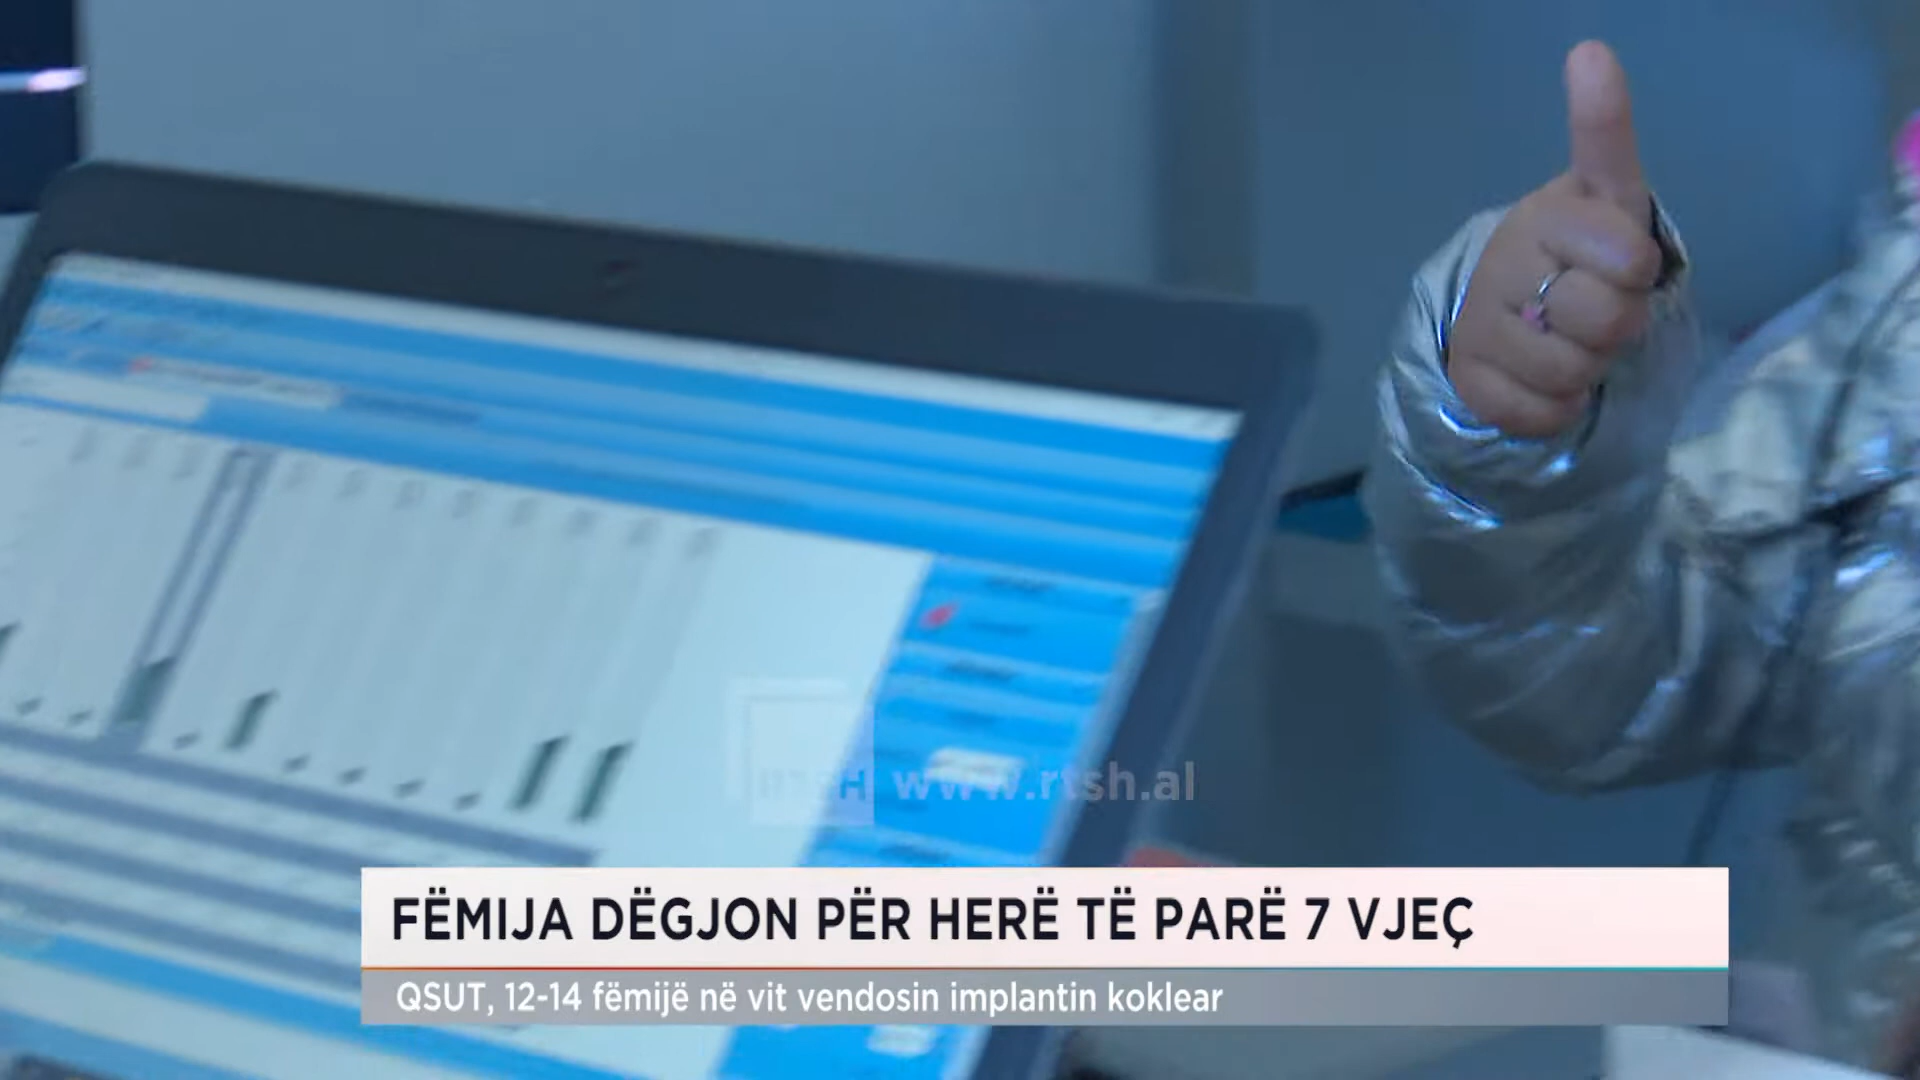 RTSH www.rtsh.al
FËMIJA DËGJON PËR HERË TË PARË 7 VJEÇ
QSUT, 12-14 fëmijë në vit vendosin implantin koklear